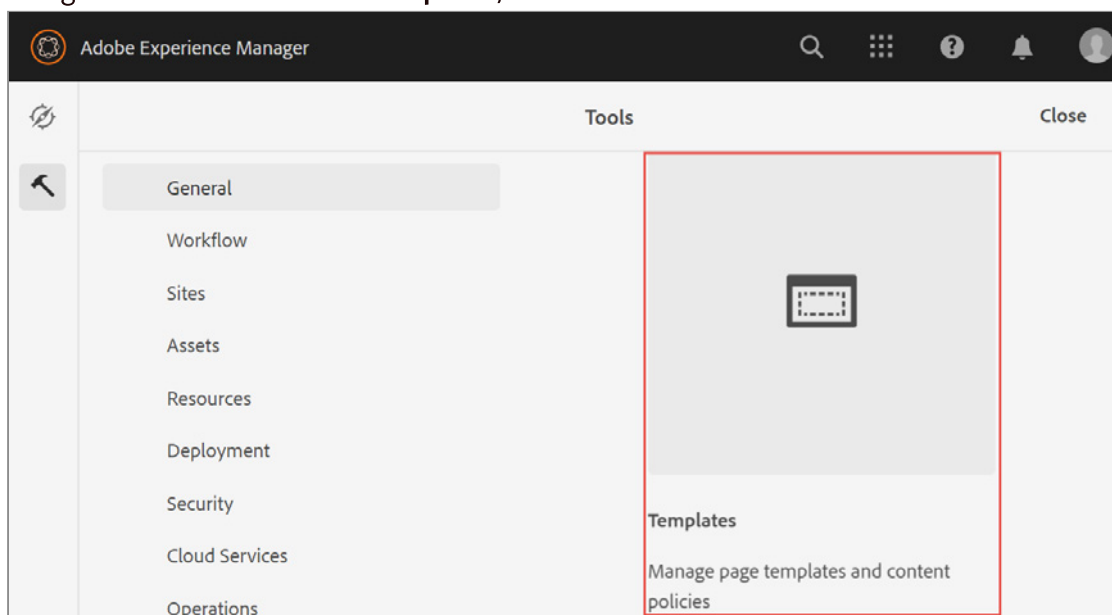 Adobe Experience Manager
Tools
Close
General
Workflow
Sites
Assets
Resources
Deployment
Security
Cloud Services
Operations
Templates
Manage page templates and content
policies